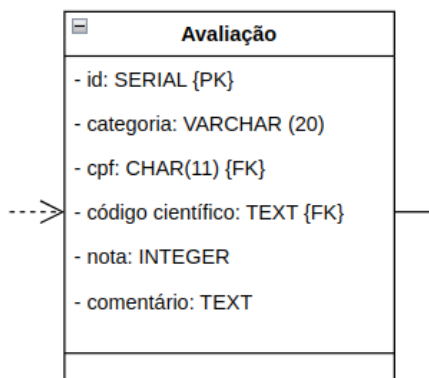 Avaliação
- id: SERIAL {PK}
- categoria: VARCHAR (20)
- cpf: CHAR(11) {FK}
- código científico: TEXT {FK}
- nota: INTEGER
- comentário: TEXT